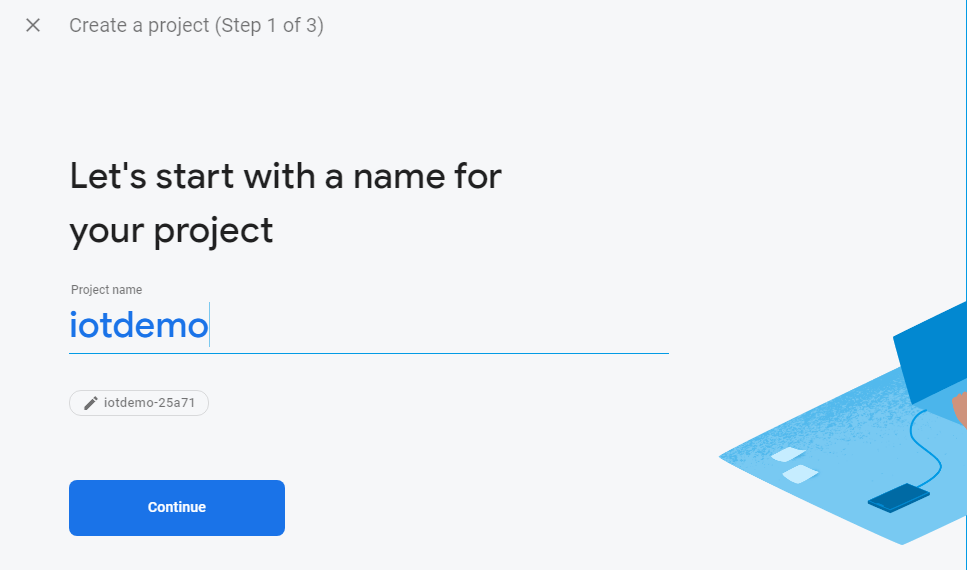 Create a project (Step 1 of 3)
Let's start with a name for
your project
Project name
iotdemo
iotdemo-25a71
Continue